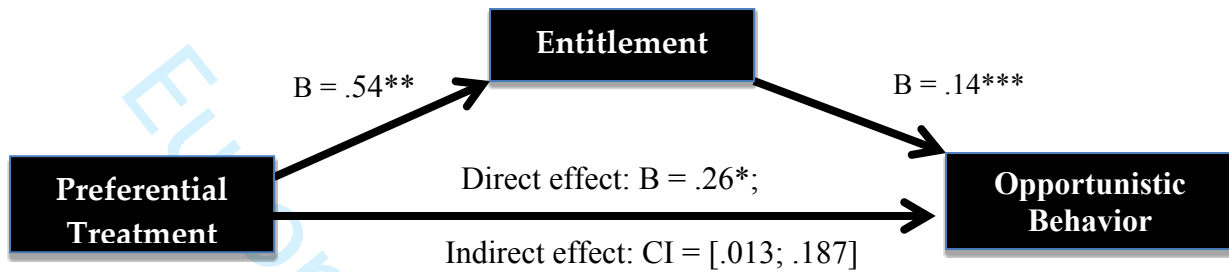 Entitlement
B = .54**
B = .14***
Preferential
Treatment
Direct effect: B = .26*;
Opportunistic
Behavior
Indirect effect: CI = [.013; .187]